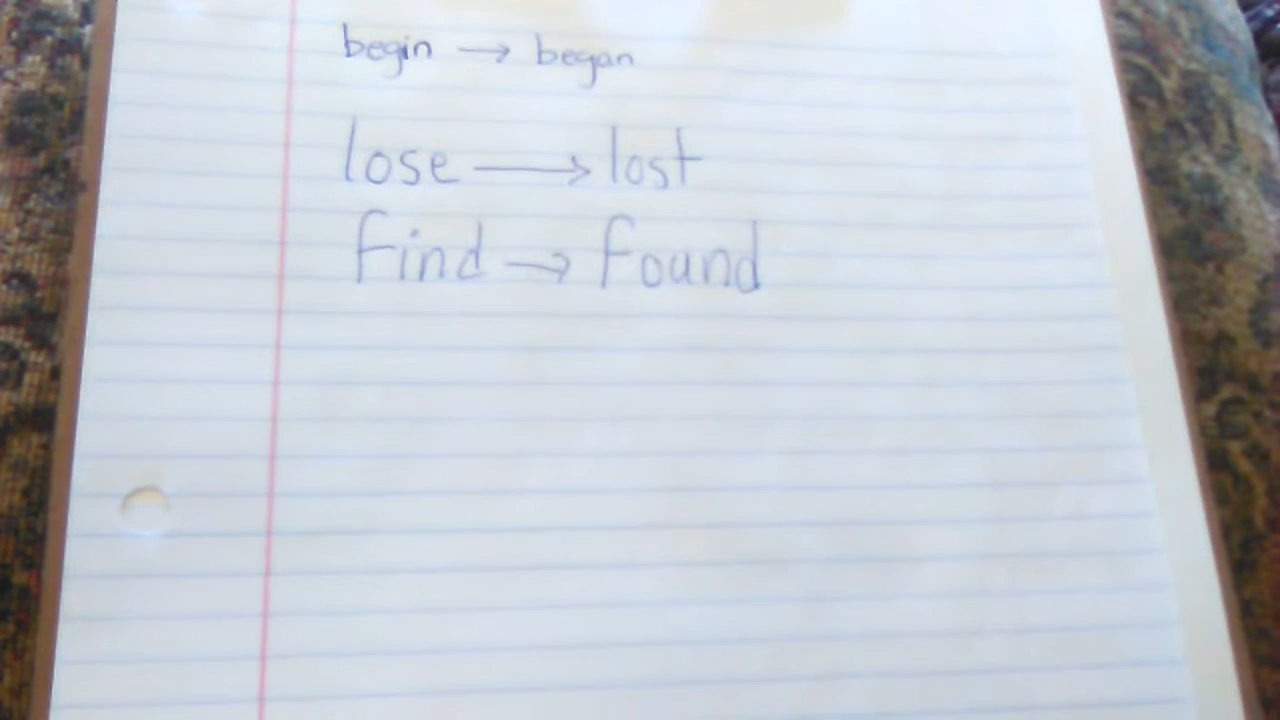 begin → began
lose → lost
find → found